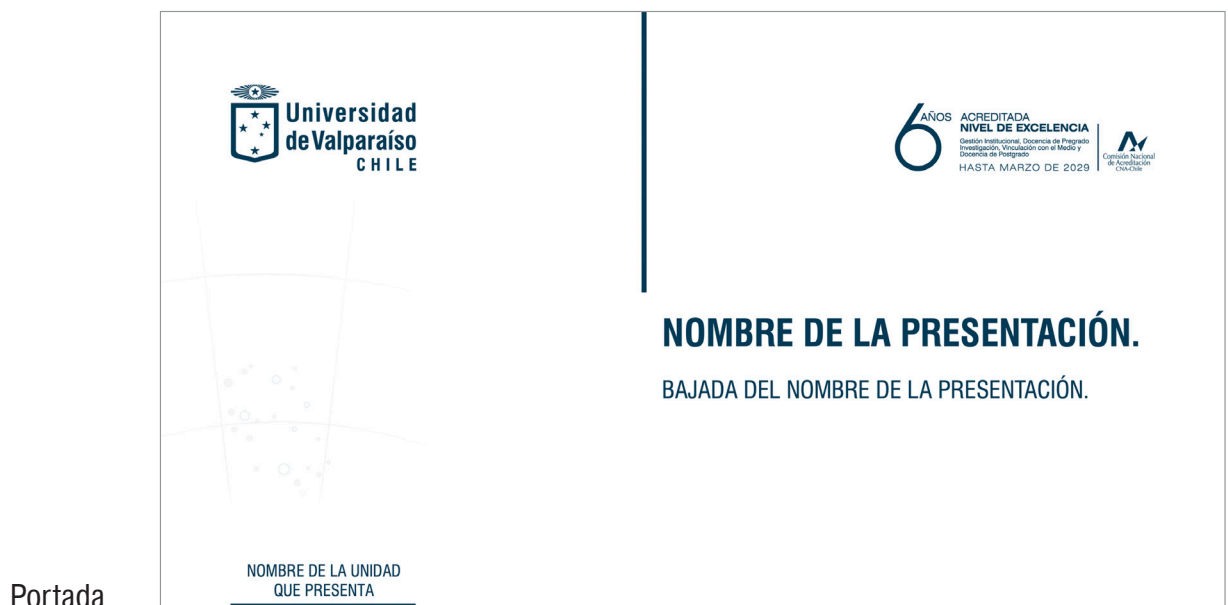 Universidad
de Valparaíso
CHILE
6 AÑOS ACREDITADA
NIVEL DE EXCELENCIA
Gestión Institucional, Docencia de Pregrado
Investigación, Vinculación con el Medio y
Docencia de Postgrado
HASTA MARZO DE 2029
Comisión Nacional
de Acreditación
CNA-Chile
NOMBRE DE LA PRESENTACIÓN.
BAJADA DEL NOMBRE DE LA PRESENTACIÓN.
NOMBRE DE LA UNIDAD
QUE PRESENTA
Portada